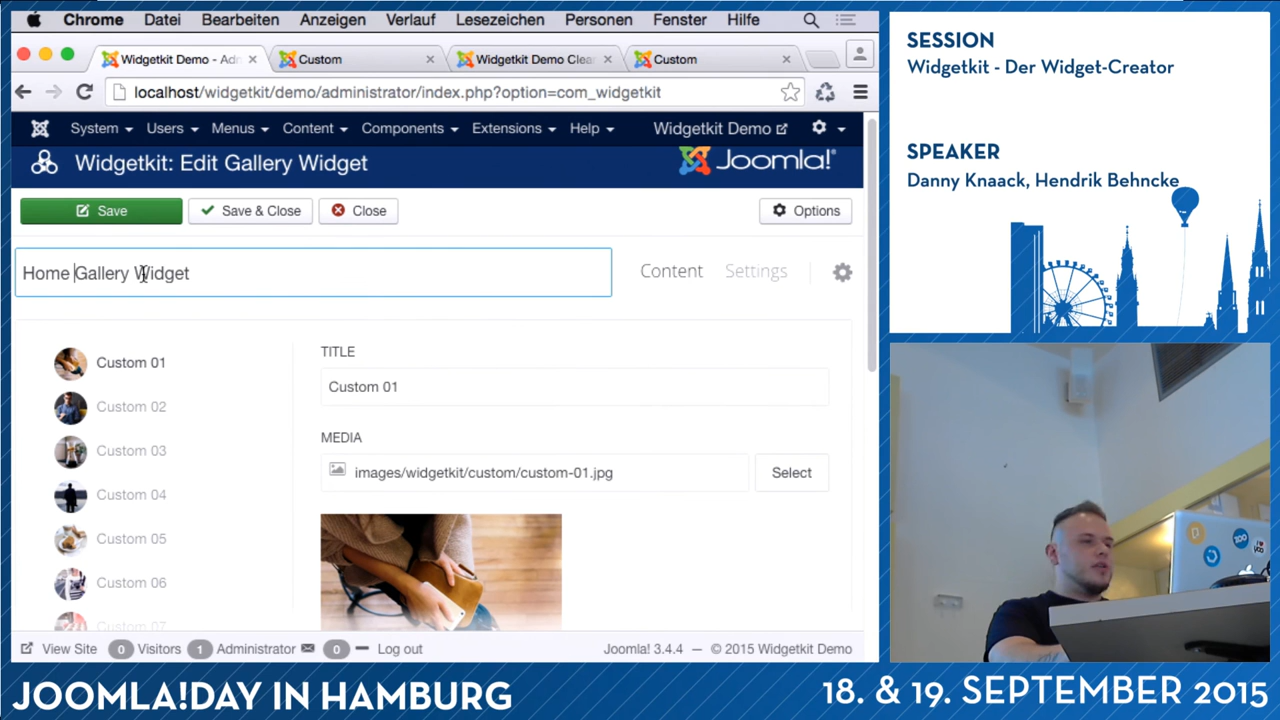 Chrome Datei Bearbeiten Anzeigen Verlauf Lesezeichen Personen Fenster Hilfe
Widgetkit Demo - Adm Custom Widgetkit Demo Clea Custom
localhost/widgetkit/demo/administrator/index.php?option=com_widgetkit
System Users Menus Content Components Extensions Help Widgetkit Demo
Widgetkit: Edit Gallery Widget Joomla!®
Save Save & Close Close Options
Home Gallery Widget Content Settings
Custom 01
Custom 02
Custom 03
Custom 04
Custom 05
Custom 06
Custom 07
TITLE
Custom 01
MEDIA
images/widgetkit/custom/custom-01.jpg Select
View Site 0 Visitors 1 Administrator 0 Log out Joomla! 3.4.4 — © 2015 Widgetkit Demo
SESSION
Widgetkit - Der Widget-Creator
SPEAKER
Danny Knaack, Hendrik Behncke
JOOMLA!DAY IN HAMBURG 18. & 19. SEPTEMBER 2015